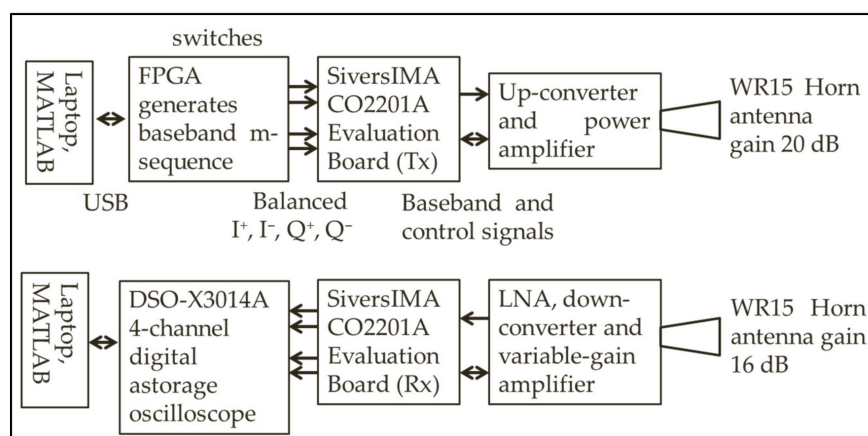 switches
Laptop,
MATLAB
FPGA
generates
baseband m-
sequence
SiversIMA
CO2201A
Evaluation
Board (Tx)
Up-converter
and power
amplifier
WR15 Horn
antenna
gain 20 dB
USB
Balanced
I⁺, I⁻, Q⁺, Q⁻
Baseband and
control signals
Laptop,
MATLAB
DSO-X3014A
4-channel
digital
astorage
oscilloscope
SiversIMA
CO2201A
Evaluation
Board (Rx)
LNA, down-
converter and
variable-gain
amplifier
WR15 Horn
antenna gain
16 dB